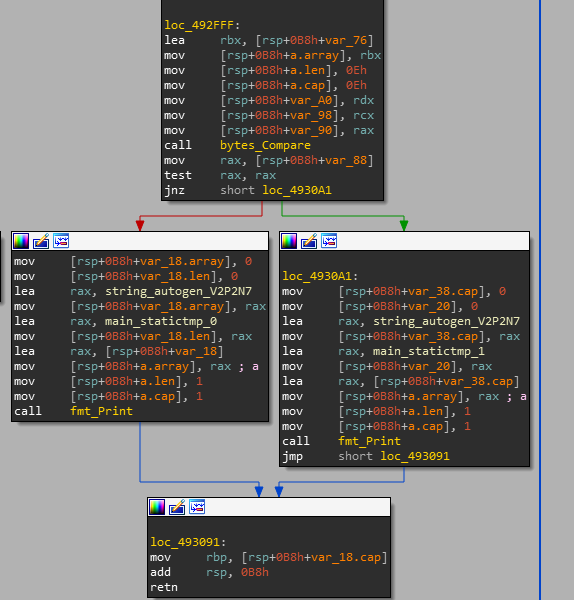 loc_492FFF:
lea rbx, [rsp+0B8h+var_76]
mov [rsp+0B8h+a.array], rbx
mov [rsp+0B8h+a.len], 0Eh
mov [rsp+0B8h+a.cap], 0Eh
mov [rsp+0B8h+var_A0], rdx
mov [rsp+0B8h+var_98], rcx
mov [rsp+0B8h+var_90], rax
call bytes_Compare
mov rax, [rsp+0B8h+var_88]
test rax, rax
jnz short loc_4930A1
mov [rsp+0B8h+var_18.array], 0
mov [rsp+0B8h+var_18.len], 0
lea rax, string_autogen_V2P2N7
mov [rsp+0B8h+var_18.array], rax
lea rax, main_statictmp_0
mov [rsp+0B8h+var_18.len], rax
lea rax, [rsp+0B8h+var_18]
mov [rsp+0B8h+a.array], rax ; a
mov [rsp+0B8h+a.len], 1
mov [rsp+0B8h+a.cap], 1
call fmt_Print
loc_4930A1:
mov [rsp+0B8h+var_38.cap], 0
mov [rsp+0B8h+var_20], 0
lea rax, string_autogen_V2P2N7
mov [rsp+0B8h+var_38.cap], rax
lea rax, main_statictmp_1
mov [rsp+0B8h+var_20], rax
lea rax, [rsp+0B8h+var_38.cap]
mov [rsp+0B8h+a.array], rax ; a
mov [rsp+0B8h+a.len], 1
mov [rsp+0B8h+a.cap], 1
call fmt_Print
jmp short loc_493091
loc_493091:
mov rbp, [rsp+0B8h+var_18.cap]
add rsp, 0B8h
retn